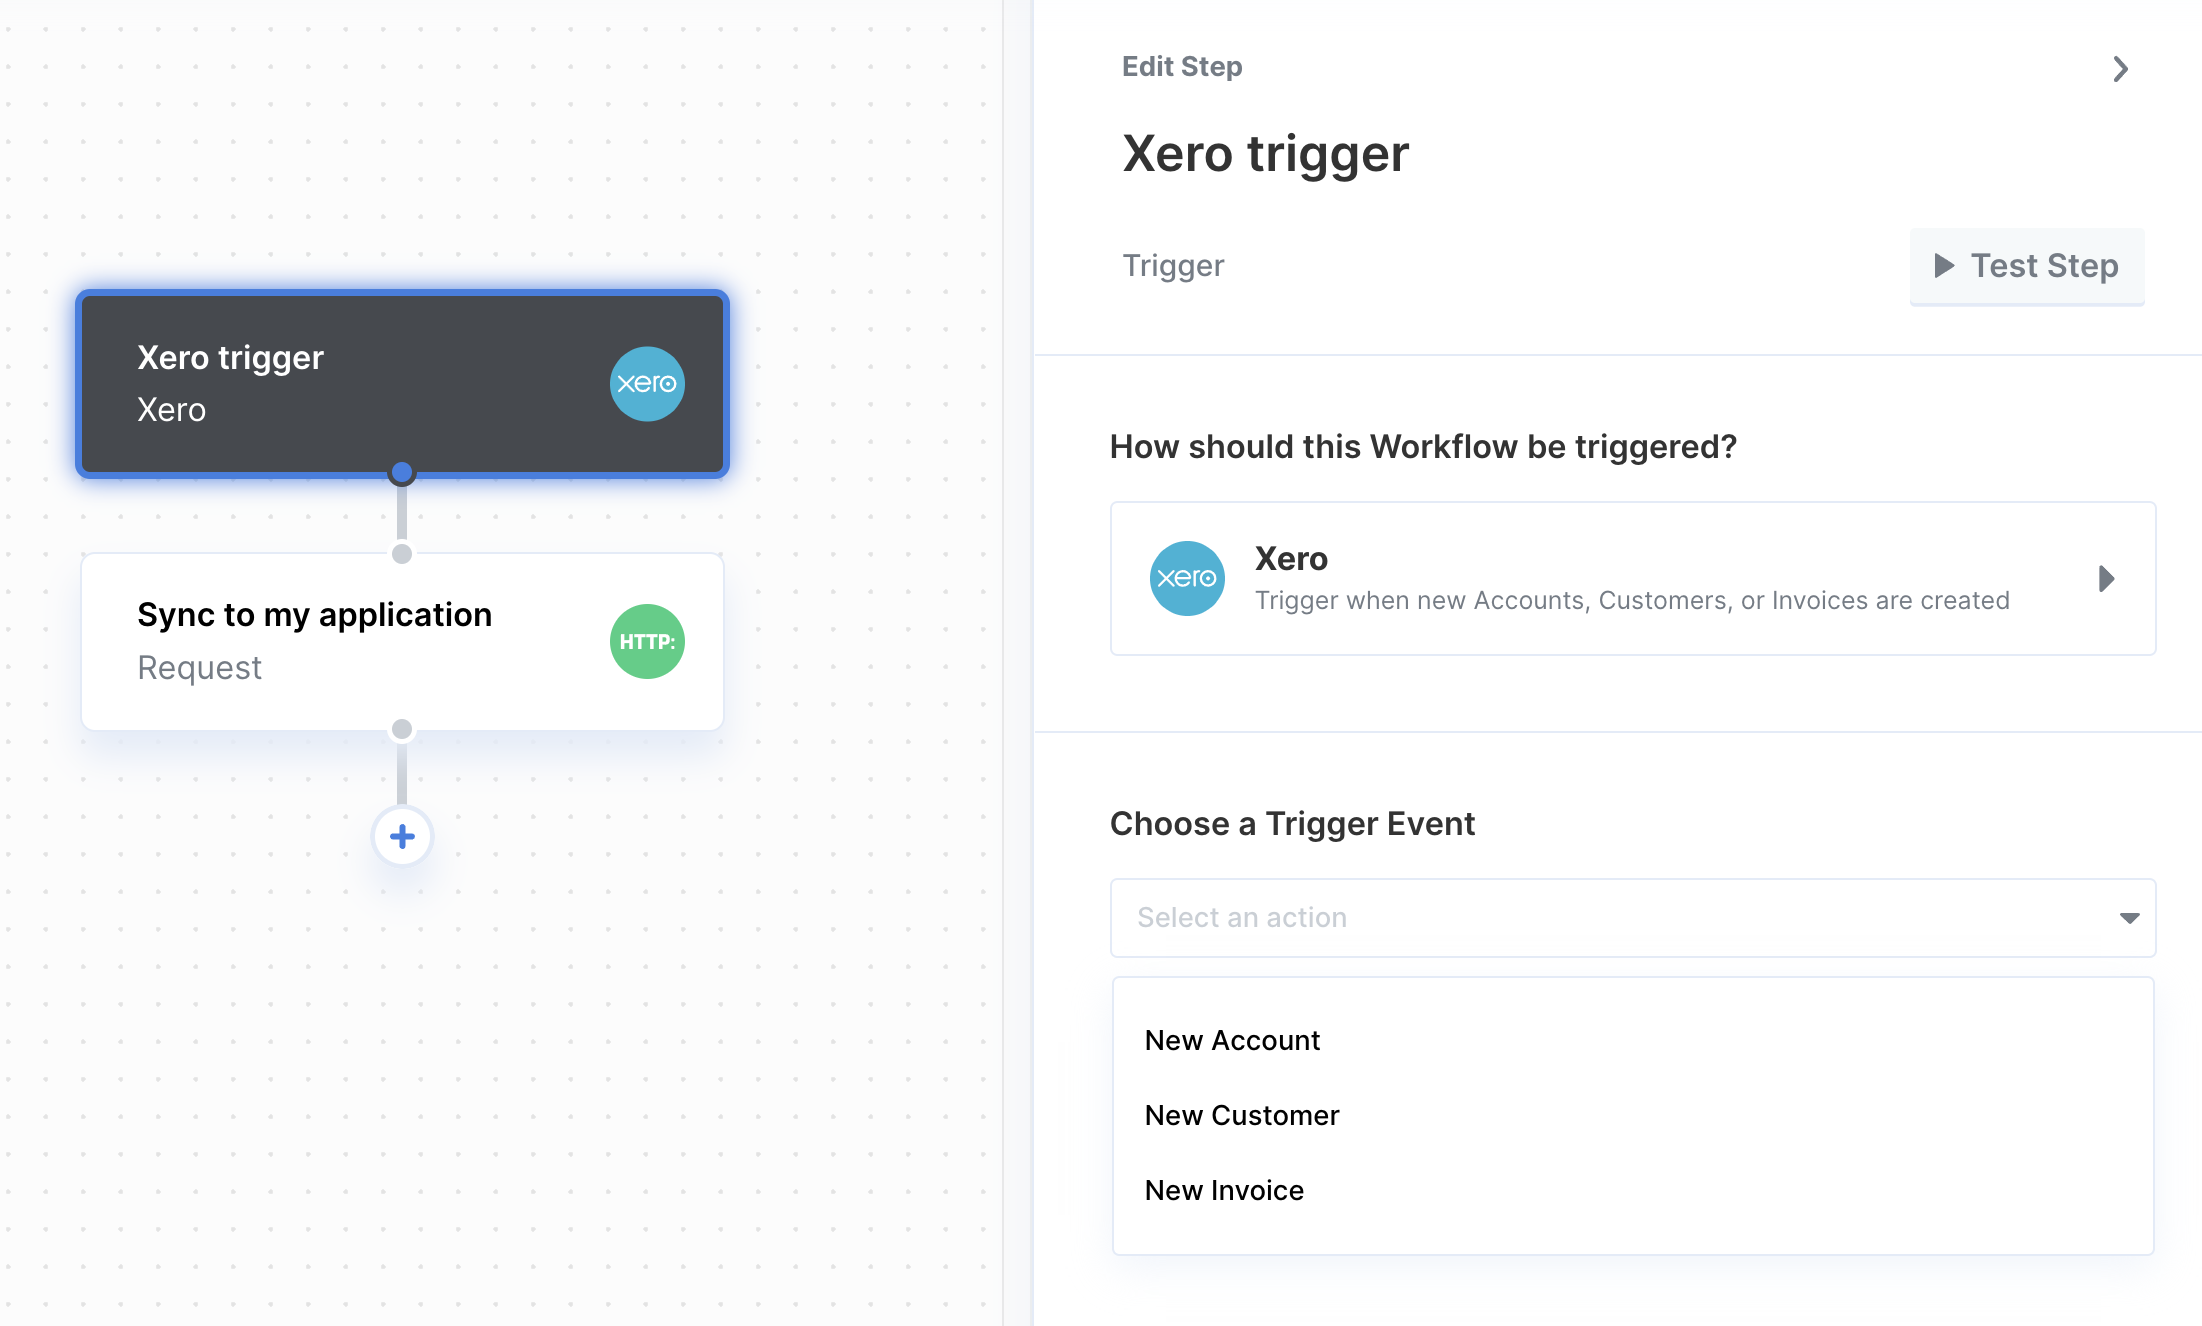 Xero trigger
Xero
xero
Sync to my application
Request
HTTP:
Edit Step
Xero trigger
Trigger
Test Step
How should this Workflow be triggered?
xero
Xero
Trigger when new Accounts, Customers, or Invoices are created
Choose a Trigger Event
Select an action
New Account
New Customer
New Invoice